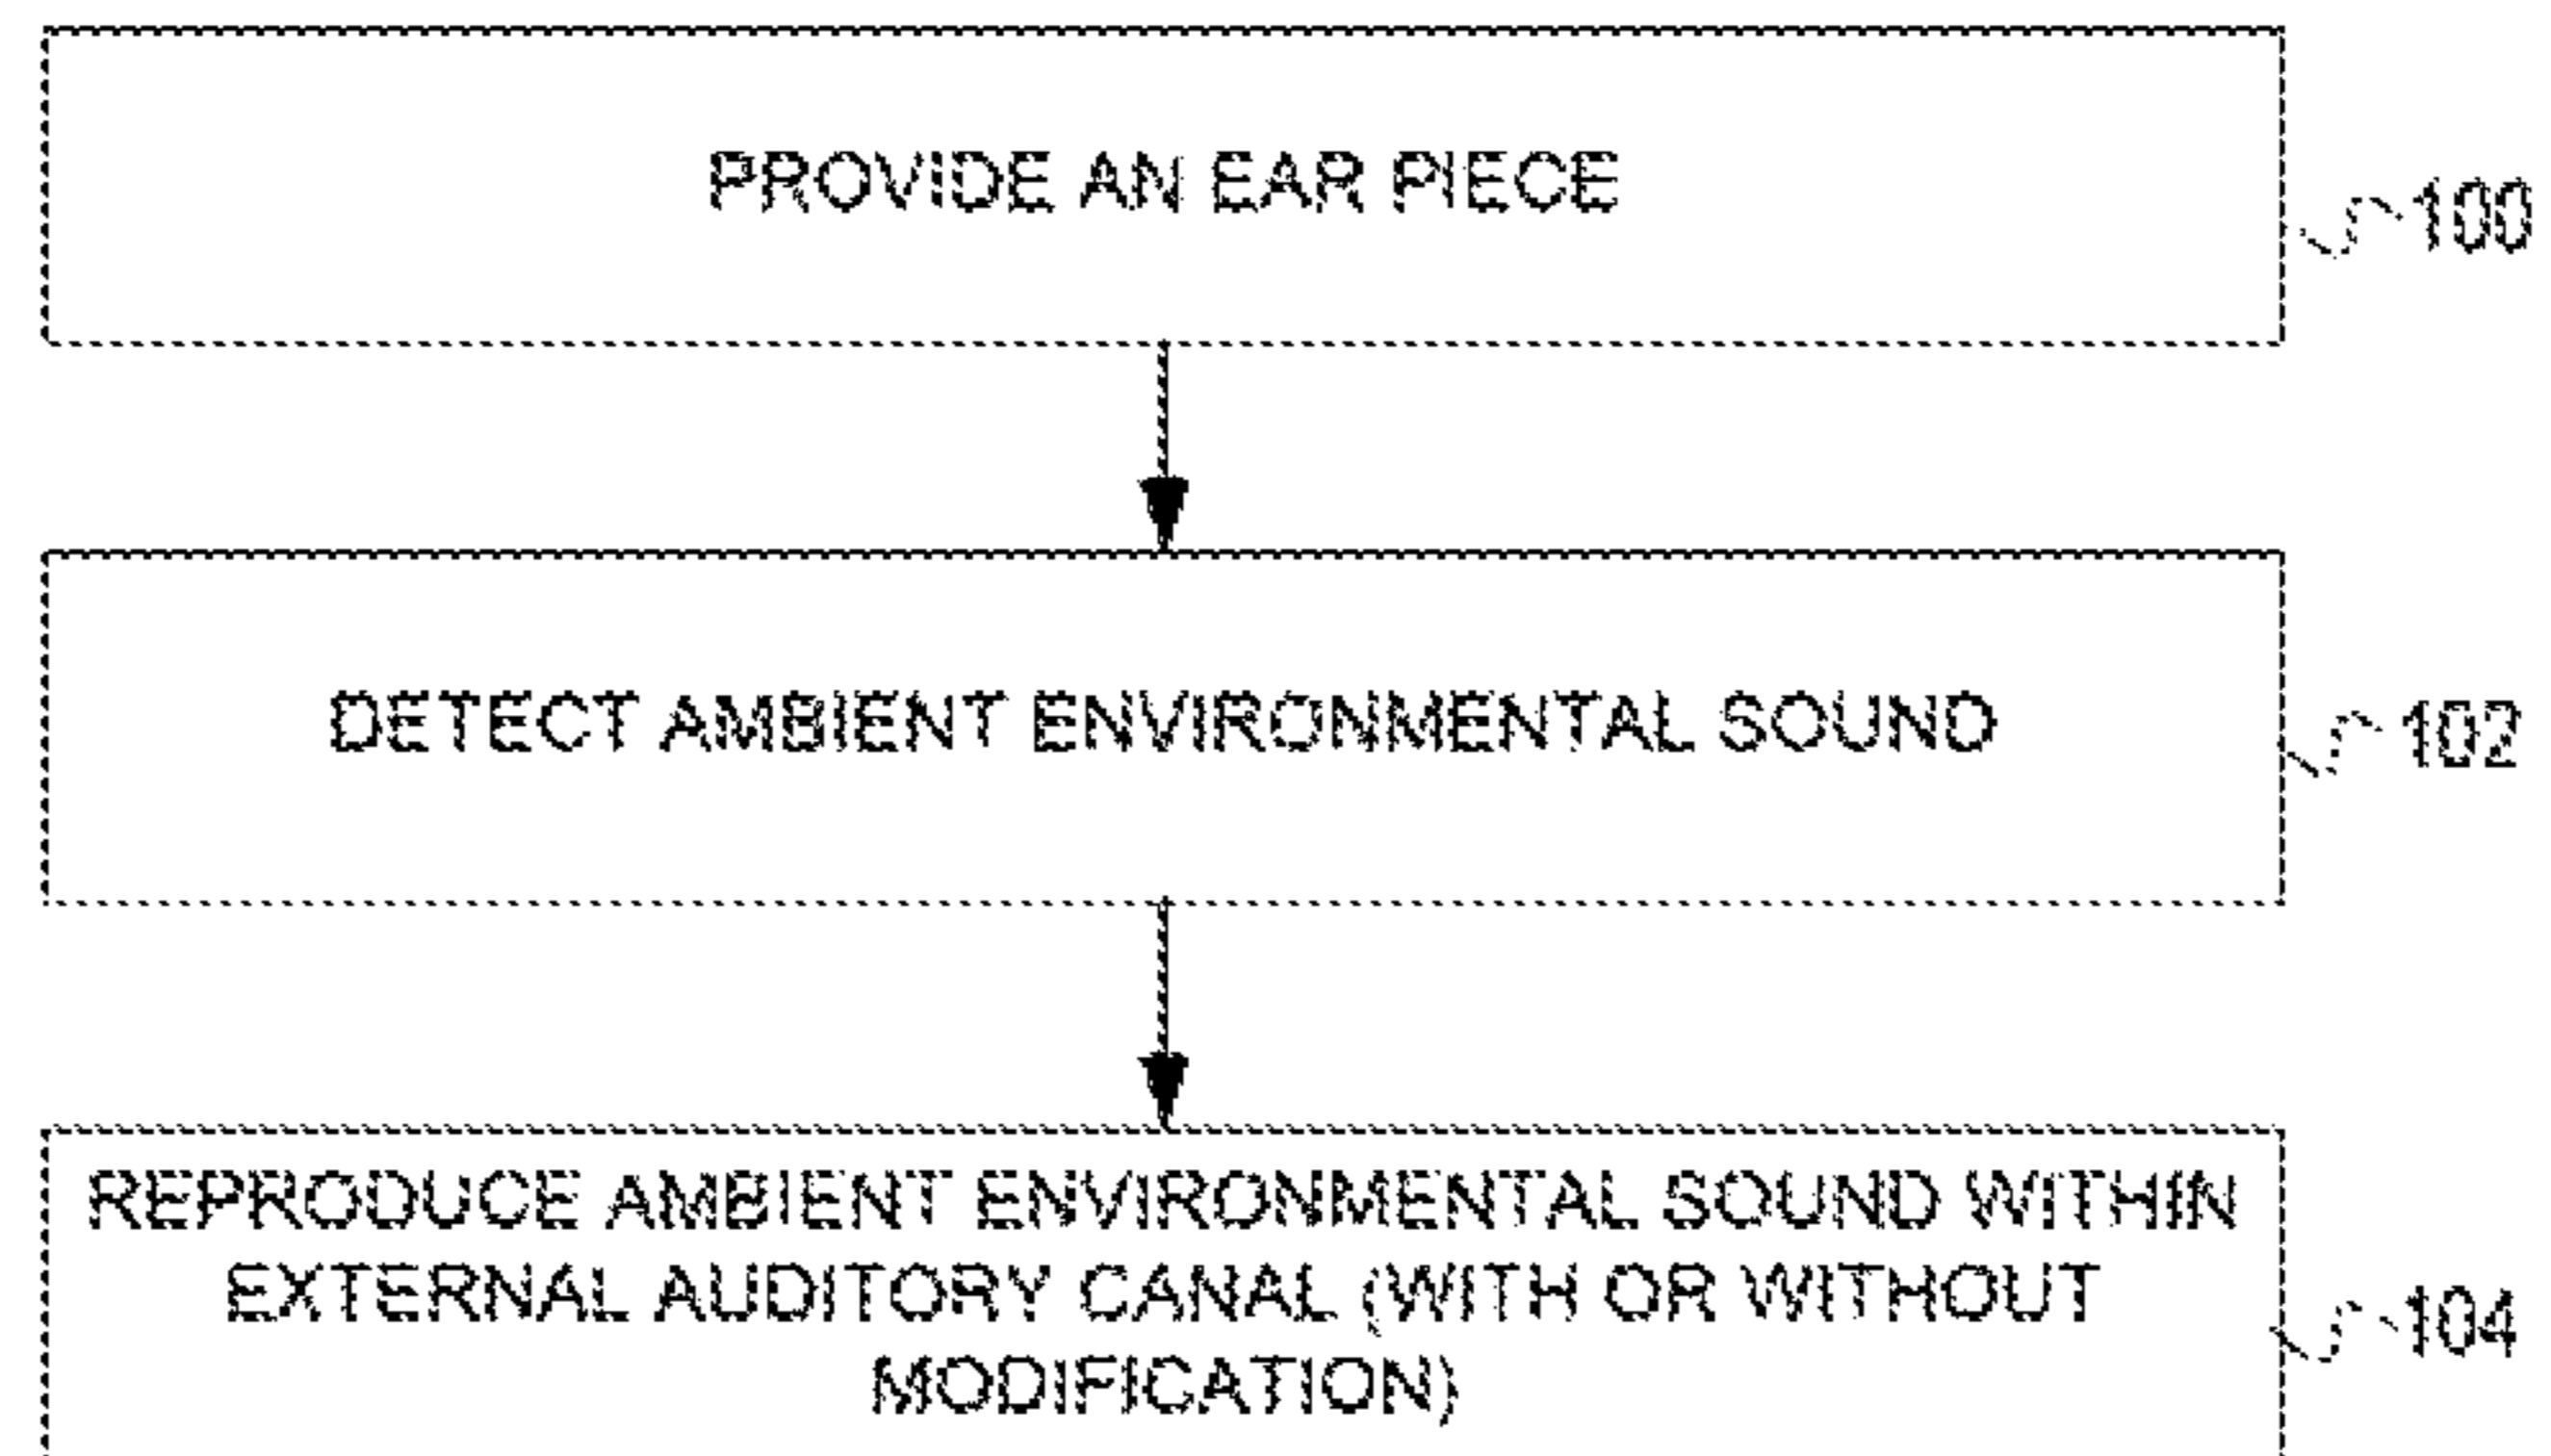 PROVIDE AN EAR PIECE
100
DETECT AMBIENT ENVIRONMENTAL SOUND
102
REPRODUCE AMBIENT ENVIRONMENTAL SOUND WITHIN
EXTERNAL AUDITORY CANAL (WITH OR WITHOUT
MODIFICATION)
104